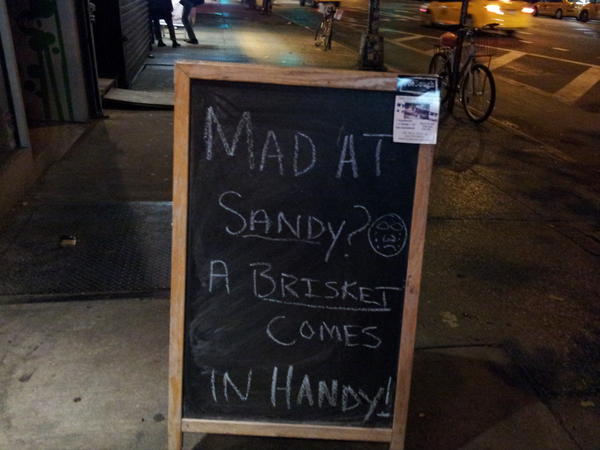 MAD AT
SANDY?
A BRISKET
COMES
IN HANDY!